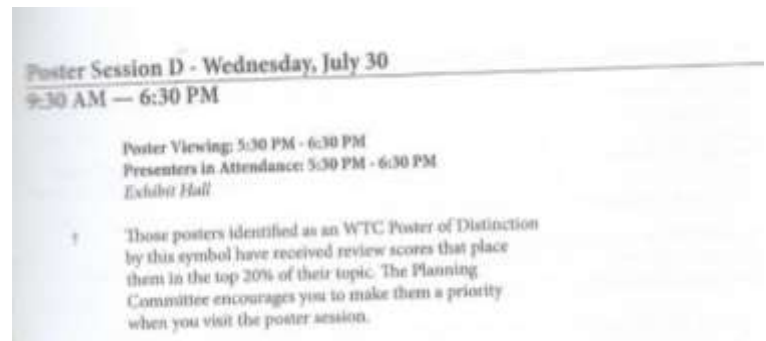 Poster Session D - Wednesday, July 30
9:30 AM — 6:30 PM
Poster Viewing: 5:30 PM - 6:30 PM
Presenters in Attendance: 5:30 PM - 6:30 PM
Exhibit Hall
Those posters identified as an WTC Poster of Distinction
by this symbol have received review scores that place
them in the top 20% of their topic. The Planning
Committee encourages you to make them a priority
when you visit the poster session.